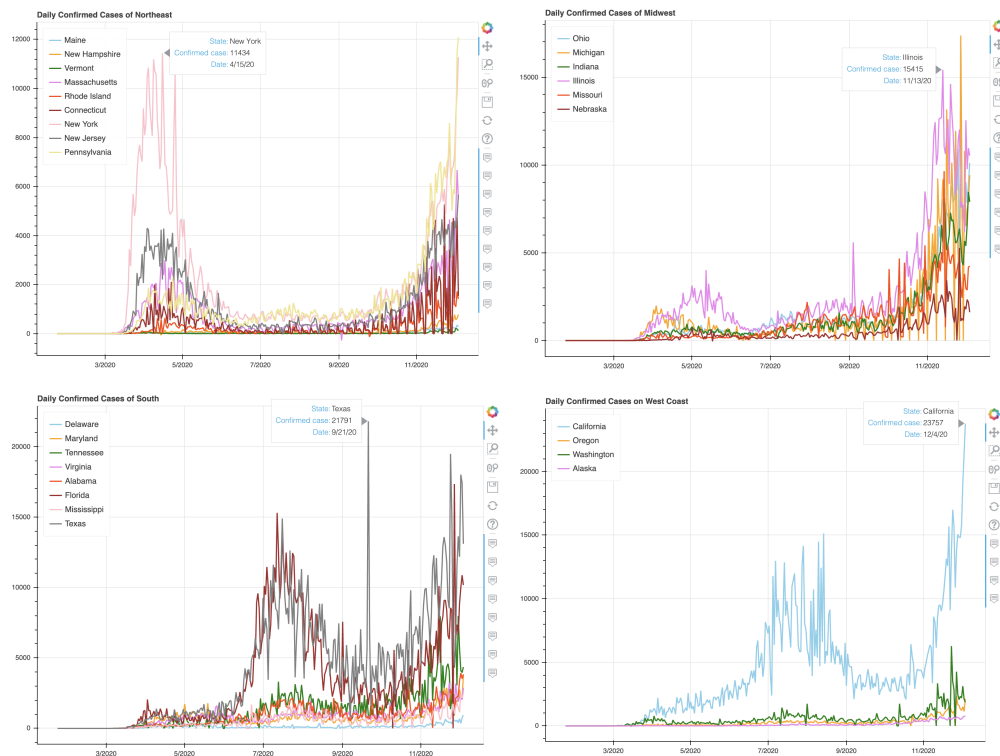 Daily Confirmed Cases of Northeast
12000
10000
8000
6000
4000
2000
0
3/2020
5/2020
7/2020
9/2020
11/2020
Maine
New Hampshire
Vermont
Massachusetts
Rhode Island
Connecticut
New York
New Jersey
Pennsylvania
State: New York
Confirmed case: 11434
Date: 4/15/20
Daily Confirmed Cases of Midwest
15000
10000
5000
0
3/2020
5/2020
7/2020
9/2020
11/2020
Ohio
Michigan
Indiana
Illinois
Missouri
Nebraska
State: Illinois
Confirmed case: 15415
Date: 11/13/20
Daily Confirmed Cases of South
20000
15000
10000
5000
0
3/2020
5/2020
7/2020
9/2020
11/2020
Delaware
Maryland
Tennessee
Virginia
Alabama
Florida
Mississippi
Texas
State: Texas
Confirmed case: 21791
Date: 9/21/20
Daily Confirmed Cases on West Coast
20000
15000
10000
5000
0
3/2020
5/2020
7/2020
9/2020
11/2020
California
Oregon
Washington
Alaska
State: California
Confirmed case: 23757
Date: 12/4/20